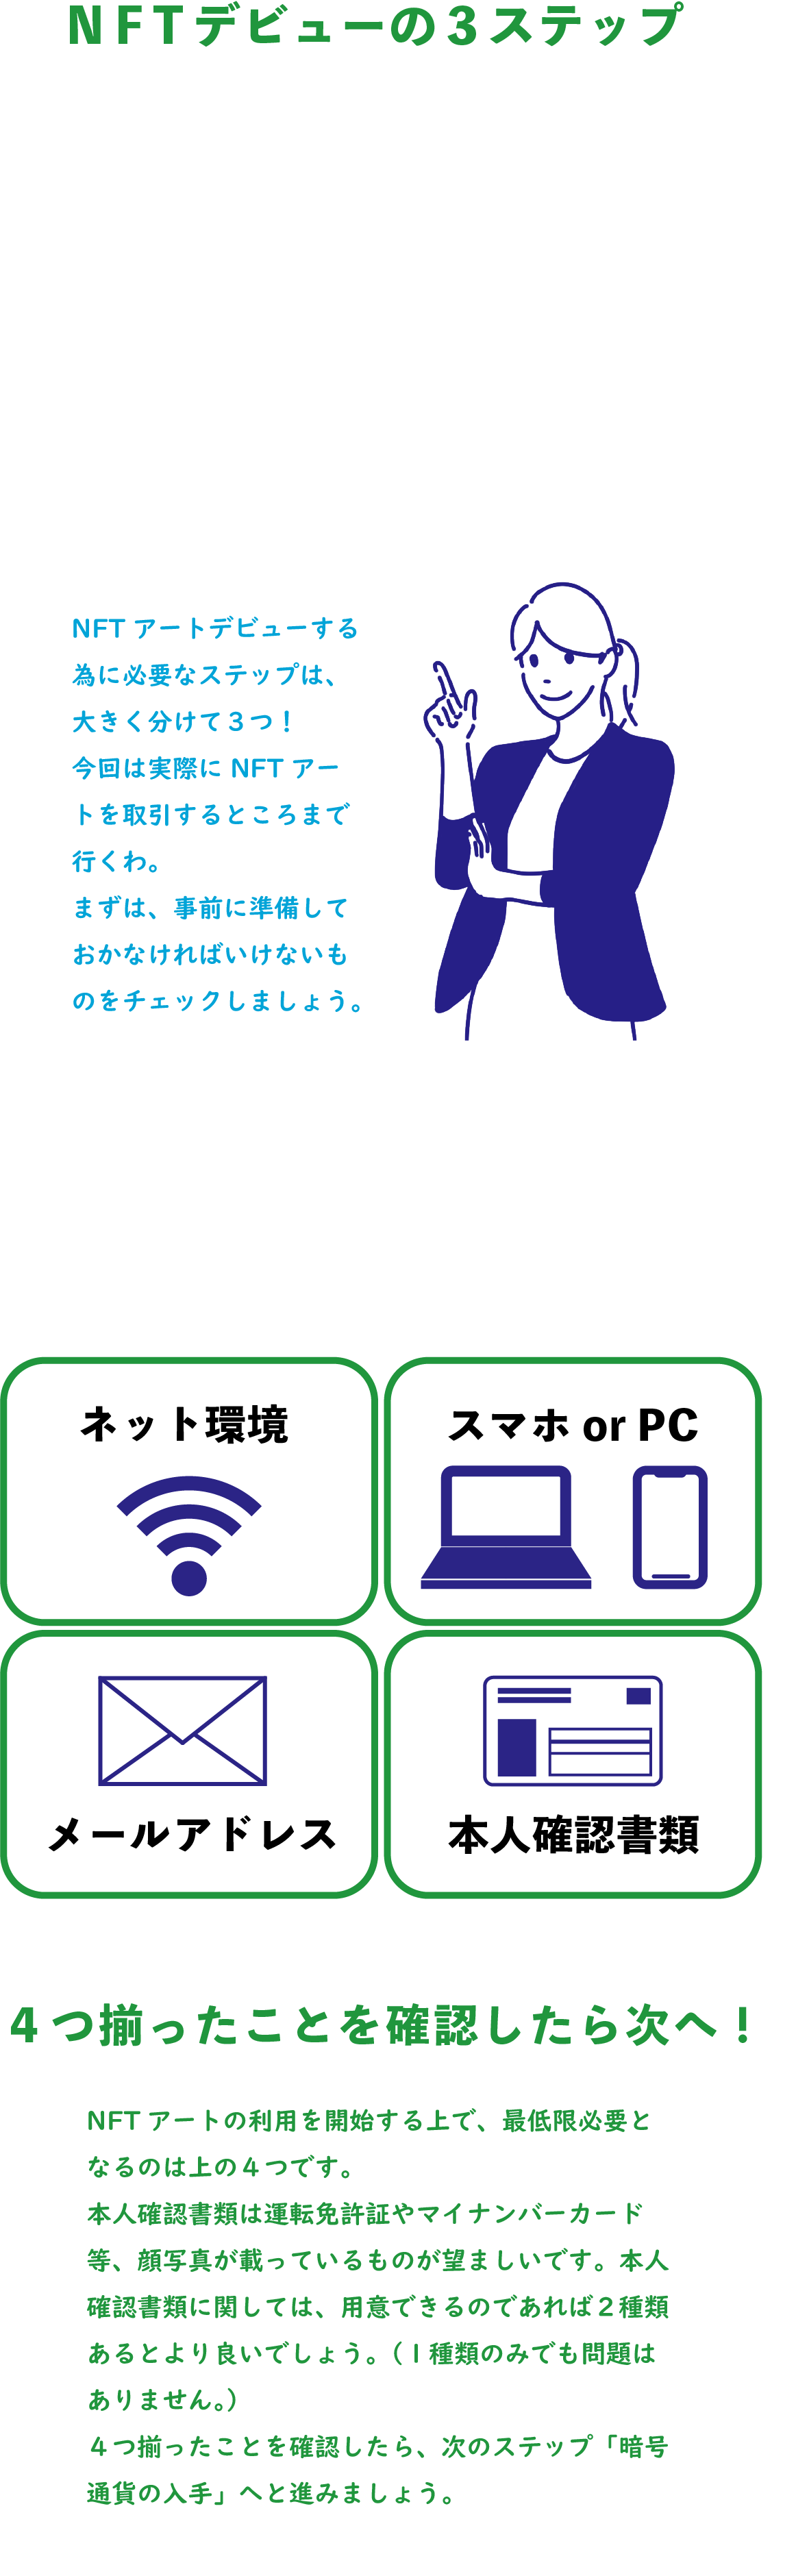 NFTデビューの3ステップ
NFT アートデビューする
為に必要なステップは、
大きく分けて３つ！
今回は実際に NFT アー
トを取引するところまで
行くわ。
まずは、事前に準備して
おかなければいけないも
のをチェックしましょう。
ネット環境
スマホ or PC
メールアドレス
本人確認書類
4 つ揃ったことを確認したら次へ！
NFT アートの利用を開始する上で、最低限必要と
なるのは上の４つです。
本人確認書類は運転免許証やマイナンバーカード
等、顔写真が載っているものが望ましいです。本人
確認書類に関しては、用意できるのであれば２種類
あるとより良いでしょう。（１種類のみでも問題は
ありません。）
４つ揃ったことを確認したら、次のステップ「暗号
通貨の入手」へと進みましょう。